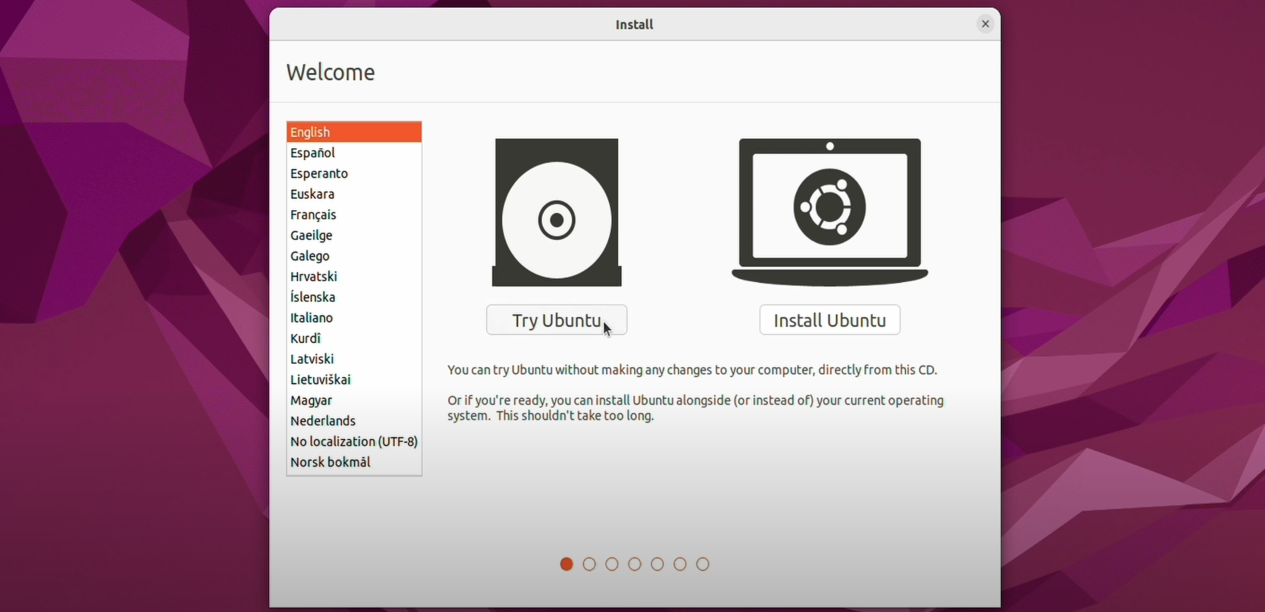 Install
Welcome
English
Español
Esperanto
Euskara
Français
Gaeilge
Galego
Hrvatski
Íslenska
Italiano
Kurdî
Latviski
Lietuviškai
Magyar
Nederlands
No localization (UTF-8)
Norsk bokmål
Try Ubuntu
Install Ubuntu
You can try Ubuntu without making any changes to your computer, directly from this CD.
Or if you're ready, you can install Ubuntu alongside (or instead of) your current operating
system. This shouldn't take too long.